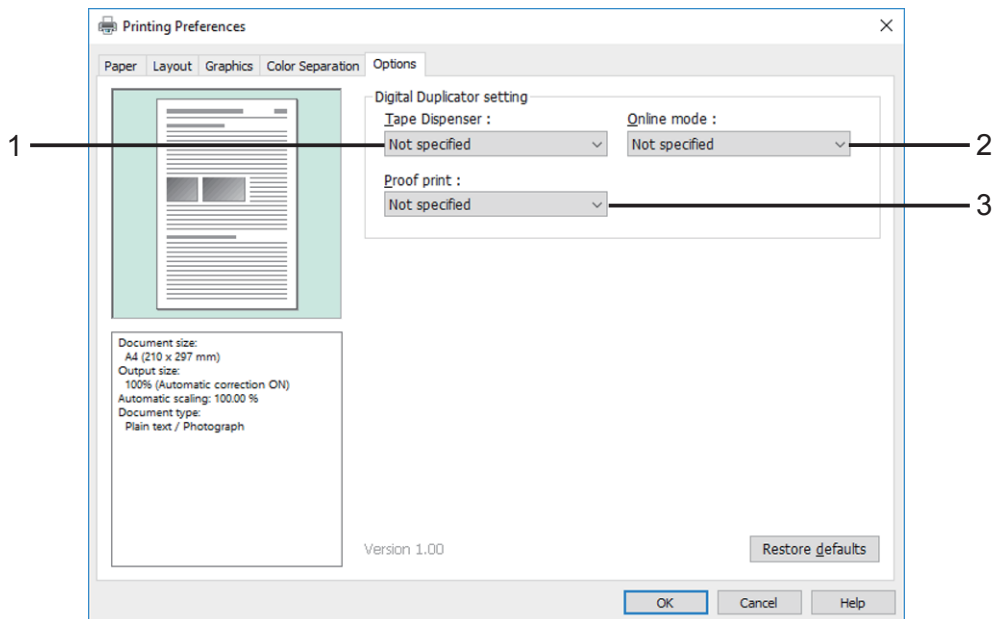 Printing Preferences
Paper Layout Graphics Color Separation Options
Digital Duplicator setting
Tape Dispenser : Online mode :
1 Not specified Not specified 2
Proof print :
Not specified 3
Document size:
A4 (210 x 297 mm)
Output size:
100% (Automatic correction ON)
Automatic scaling: 100.00 %
Document type:
Plain text / Photograph
Version 1.00 Restore defaults
OK Cancel Help